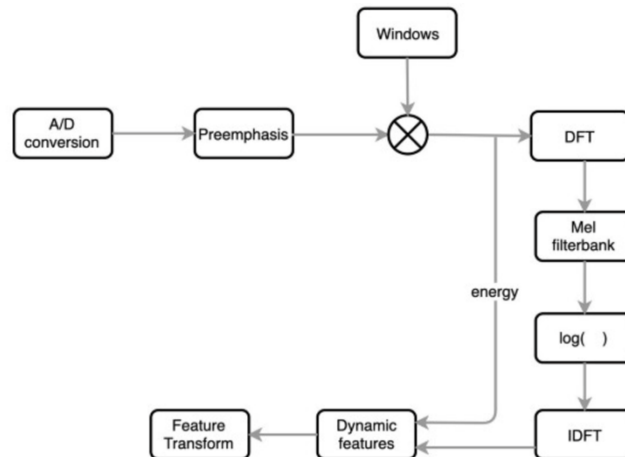 Windows
A/D
conversion
Preemphasis
DFT
Mel
filterbank
energy
log( )
Feature
Transform
Dynamic
features
IDFT